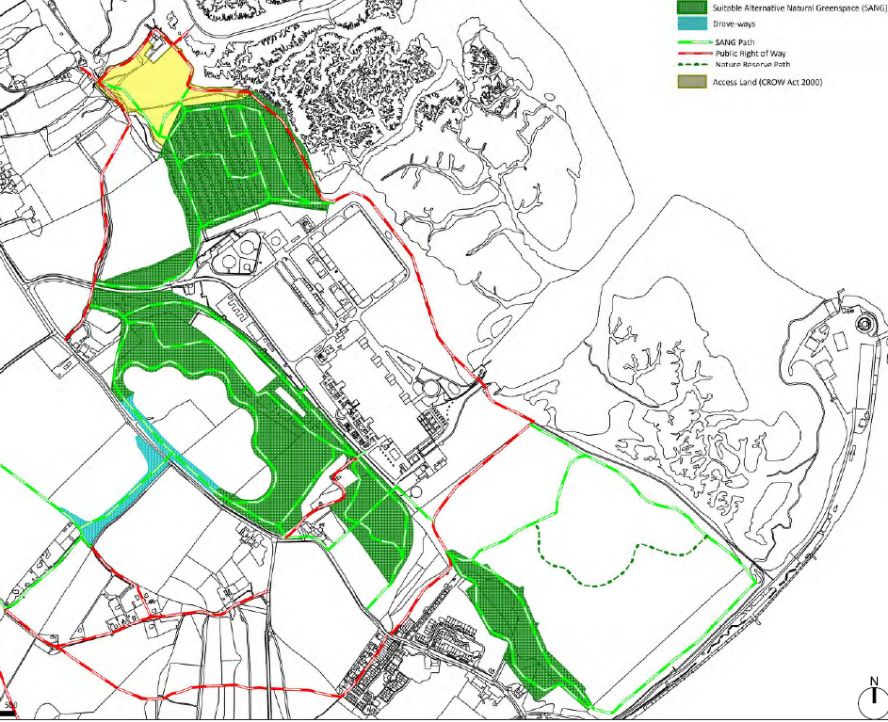 Suitable Alternative Natural Greenspace (SANG)
Drove-ways
SANG Path
Public Right of Way
Nature Reserve Path
Access Land (CROW Act 2000)
N